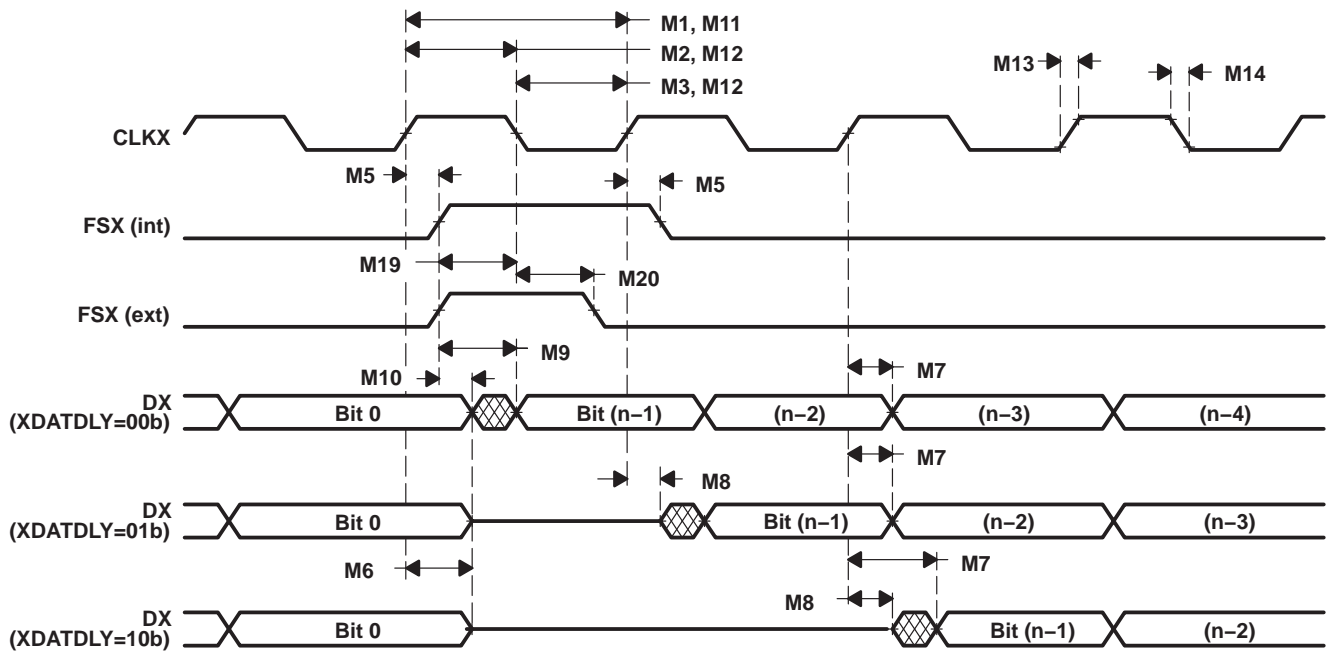 M1, M11
M2, M12
M3, M12
M13
M14
CLKX
M5
M5
FSX (int)
M19
M20
FSX (ext)
M9
M10
M7
DX
(XDATDLY=00b)
Bit 0
Bit (n–1)
(n–2)
(n–3)
(n–4)
M7
M8
DX
(XDATDLY=01b)
Bit 0
Bit (n–1)
(n–2)
(n–3)
M6
M7
M8
DX
(XDATDLY=10b)
Bit 0
Bit (n–1)
(n–2)